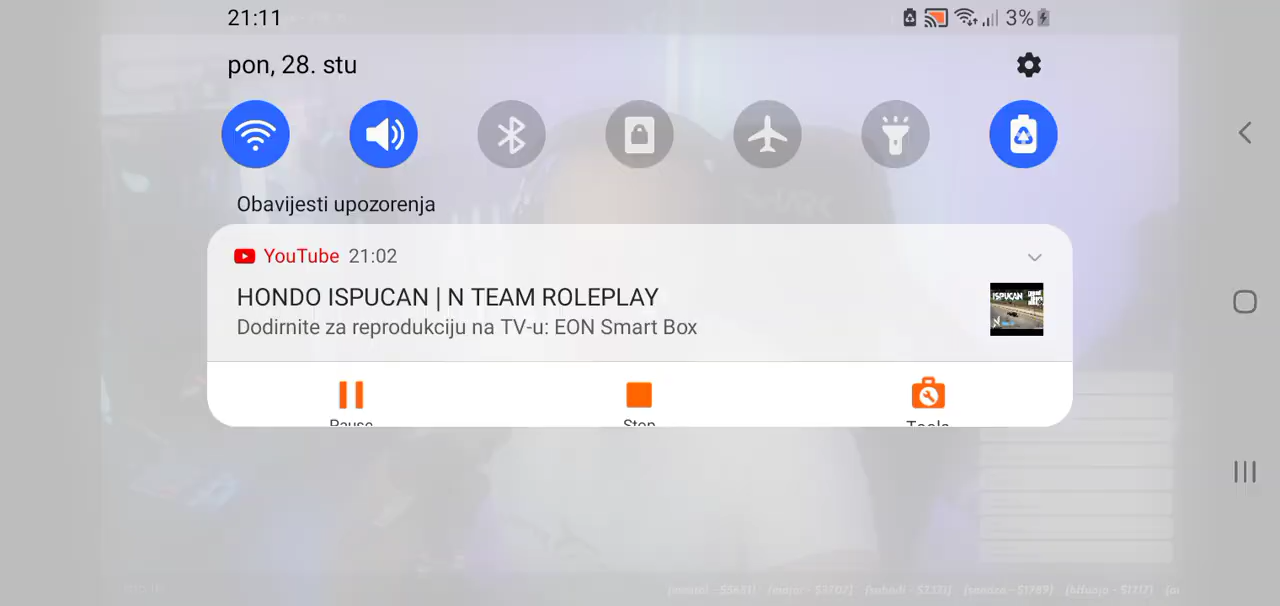 21:11
3%
pon, 28. stu
Obavijesti upozorenja
YouTube 21:02
HONDO ISPUCAN | N TEAM ROLEPLAY
Dodirnite za reprodukciju na TV-u: EON Smart Box
ISPUCAN
Pause
Stop
Tools